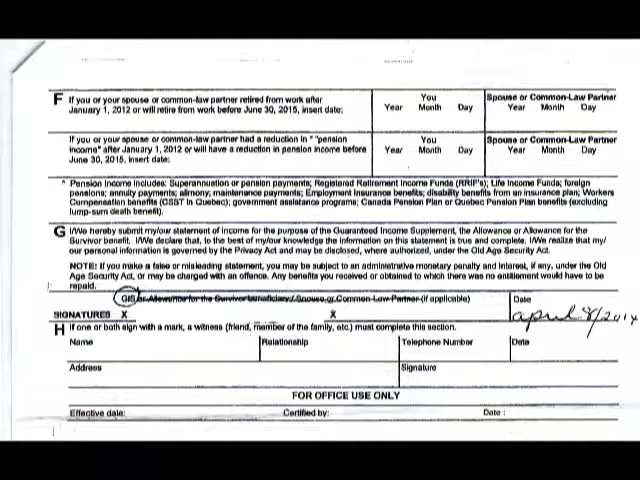 F If you or your spouse or common-law partner retired from work after
January 1, 2012 or will retire from work before June 30, 2015, insert date:
You
Year Month Day
Spouse or Common-Law Partner
Year Month Day
If you or your spouse or common-law partner had a reduction in * "pension
income" after January 1, 2012 or will have a reduction in pension income before
June 30, 2015, insert date:
You
Year Month Day
Spouse or Common-Law Partner
Year Month Day
* Pension Income includes: Superannuation or pension payments; Registered Retirement Income Funds (RRIF's); Life Income Funds; foreign
pensions; annuity payments; alimony; maintenance payments; Employment Insurance benefits; disability benefits from an insurance plan; Workers
Compensation benefits (CSST in Quebec); government assistance programs; Canada Pension Plan or Quebec Pension Plan benefits (excluding
lump-sum death benefit).
G I/We hereby submit my/our statement of income for the purpose of the Guaranteed Income Supplement, the Allowance or Allowance for the
Survivor benefit. I/We declare that, to the best of my/our knowledge the information on this statement is true and complete. I/We realize that my/
our personal information is governed by the Privacy Act and may be disclosed, where authorized, under the Old Age Security Act.
NOTE: If you make a false or misleading statement, you may be subject to an administrative monetary penalty and interest, if any, under the Old
Age Security Act, or may be charged with an offence. Any benefits you received or obtained to which there was no entitlement would have to be
repaid.
GIS or Allowance for the Survivor beneficiary / Spouse or Common-Law Partner (if applicable)
Date
SIGNATURES X X
april 8/2014
H If one or both sign with a mark, a witness (friend, member of the family, etc.) must complete this section.
Name Relationship Telephone Number Date
Address Signature
FOR OFFICE USE ONLY
Effective date: Certified by: Date :